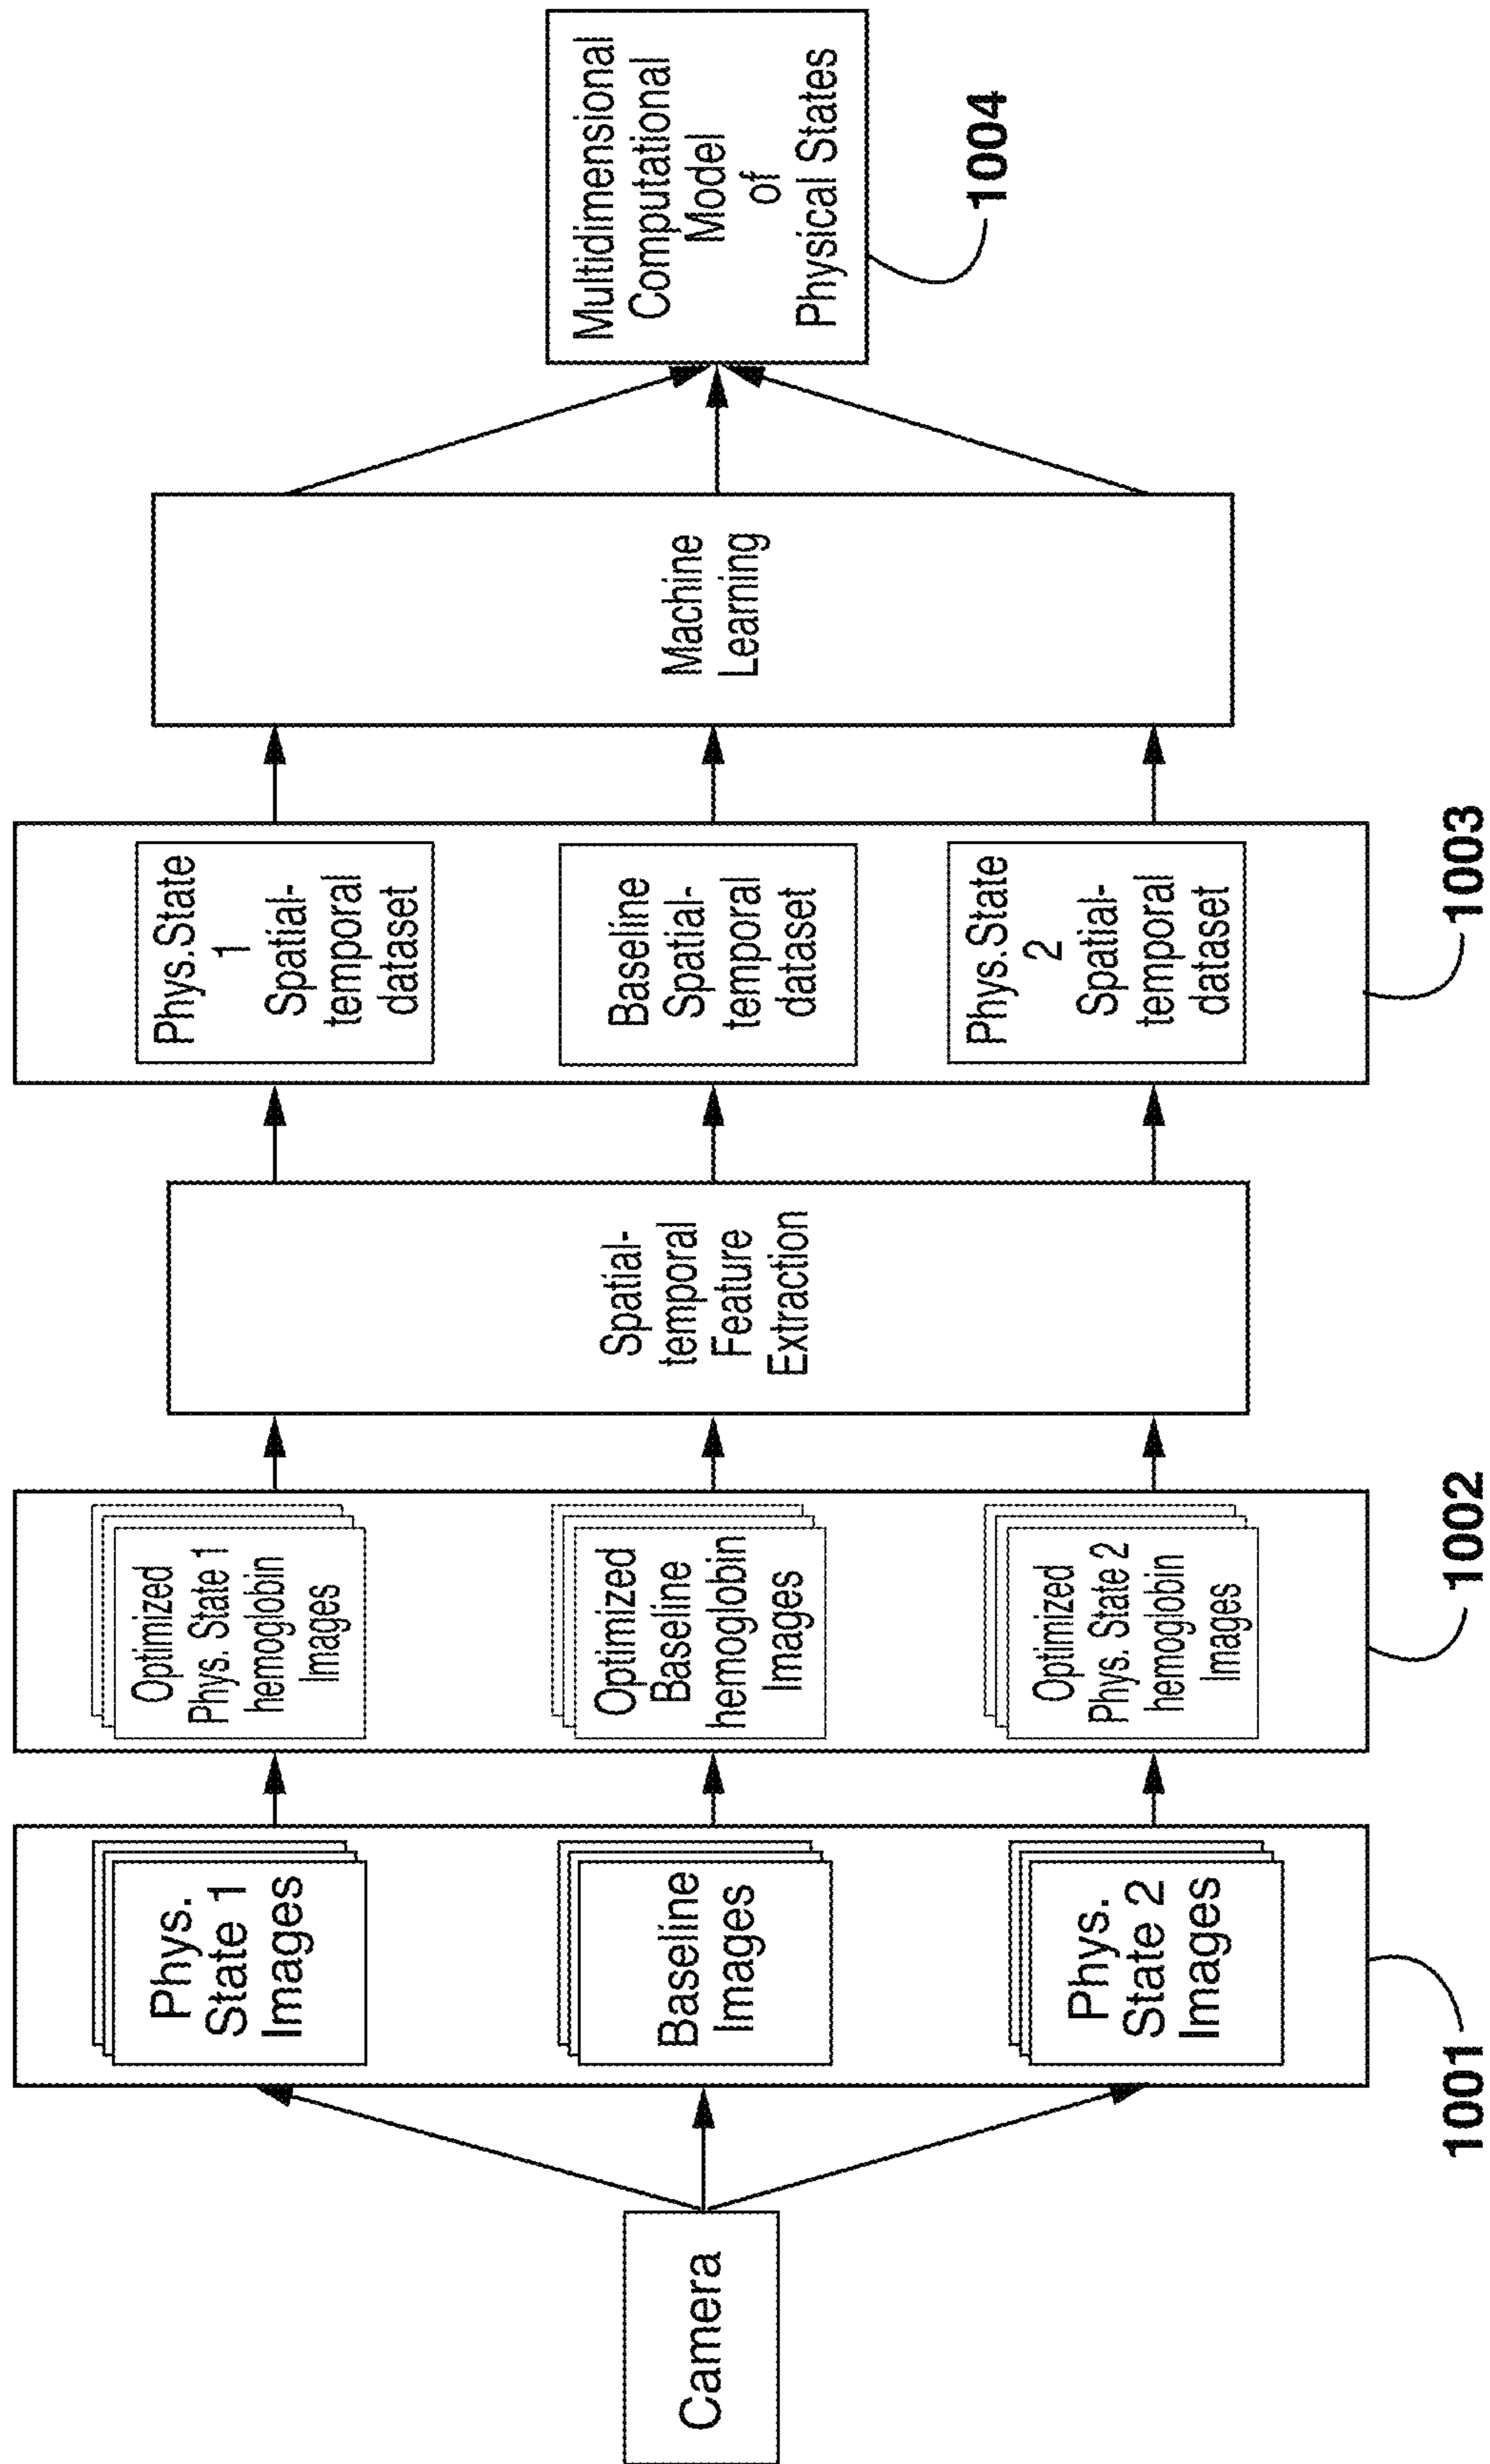 Camera
Phys.
State 1
Images
Baseline
Images
Phys.
State 2
Images
1001
Optimized
Phys. State 1
hemoglobin
Images
Optimized
Baseline
hemoglobin
Images
Optimized
Phys. State 2
hemoglobin
Images
1002
Spatial-
temporal
Feature
Extraction
Phys.State
1
Spatial-
temporal
dataset
Baseline
Spatial-
temporal
dataset
Phys.State
2
Spatial-
temporal
dataset
1003
Machine
Learning
Multidimensional
Computational
Model
of
Physical States
1004